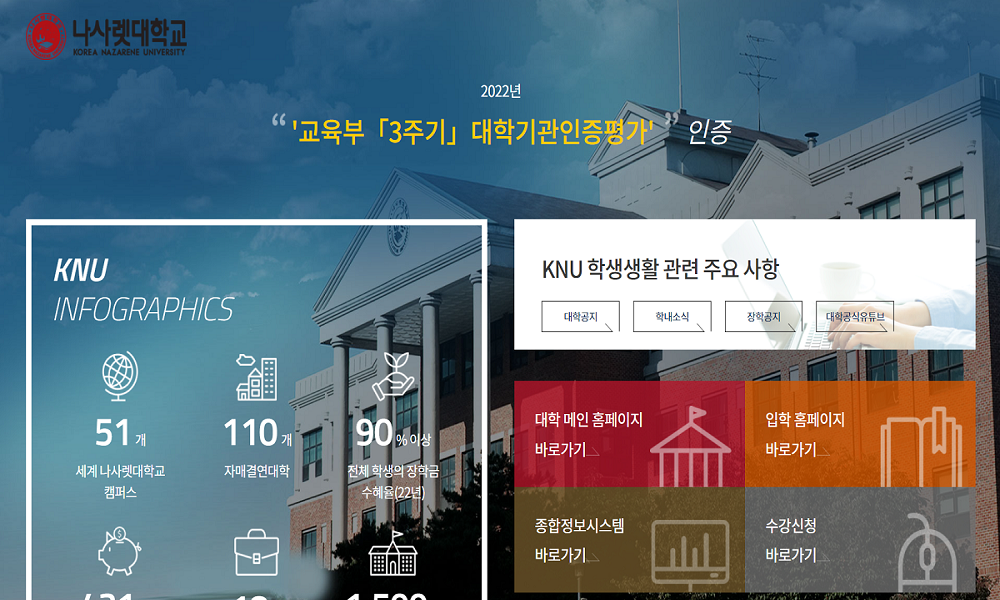 나사렛대학교
KOREA NAZARENE UNIVERSITY
2022년
“ '교육부「3주기」대학기관인증평가' ” 인증
KNU
INFOGRAPHICS
51 개
세계 나사렛대학교
캠퍼스
110 개
자매결연대학
90 % 이상
전체 학생의 장학금
수혜율(22년)
KNU 학생생활 관련 주요 사항
대학공지
학내소식
장학공지
대학공식유튜브
대학 메인 홈페이지
바로가기
입학 홈페이지
바로가기
종합정보시스템
바로가기
수강신청
바로가기